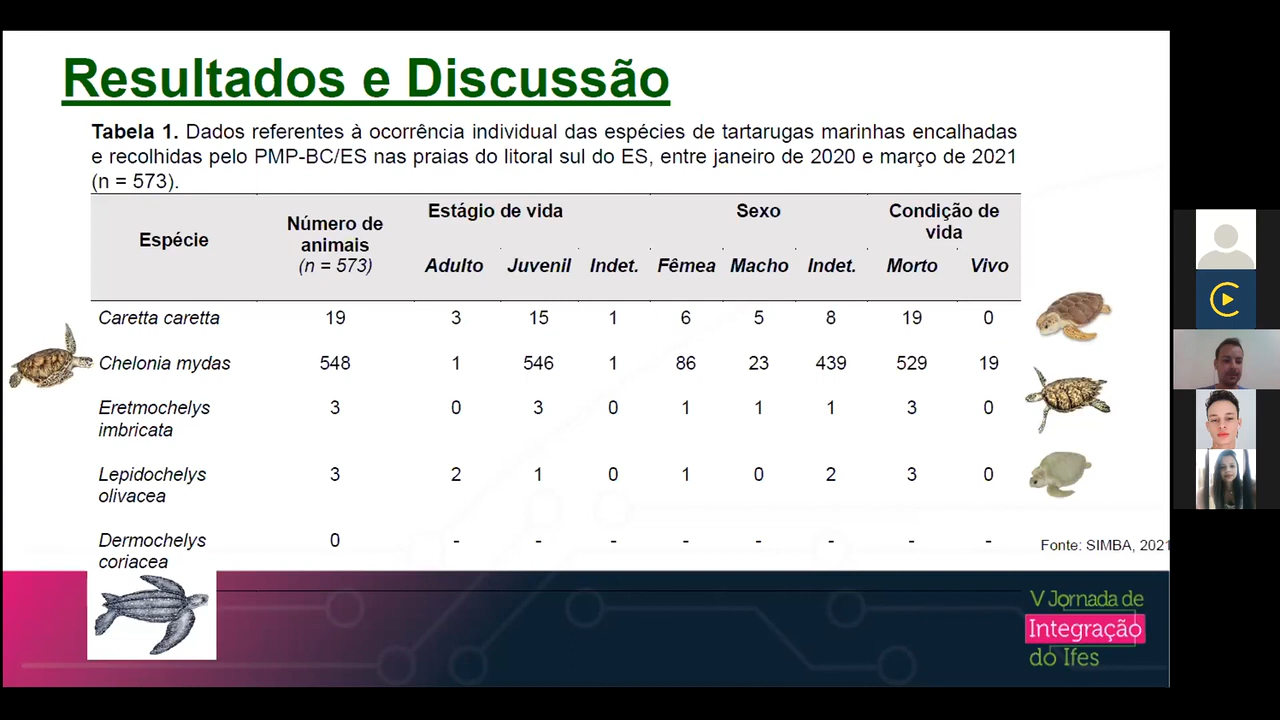 Resultados e Discussão
Tabela 1. Dados referentes à ocorrência individual das espécies de tartarugas marinhas encalhadas
e recolhidas pelo PMP-BC/ES nas praias do litoral sul do ES, entre janeiro de 2020 e março de 2021
(n = 573).
Espécie Número de animais (n = 573) Estágio de vida Sexo Condição de vida
Adulto Juvenil Indet. Fêmea Macho Indet. Morto Vivo
Caretta caretta 19 3 15 1 6 5 8 19 0
Chelonia mydas 548 1 546 1 86 23 439 529 19
Eretmochelys 3 0 3 0 1 1 1 3 0
imbricata
Lepidochelys 3 2 1 0 1 0 2 3 0
olivacea
Dermochelys 0 - - - - - - - -
coriacea
Fonte: SIMBA, 2021
V Jornada de
Integração
do Ifes